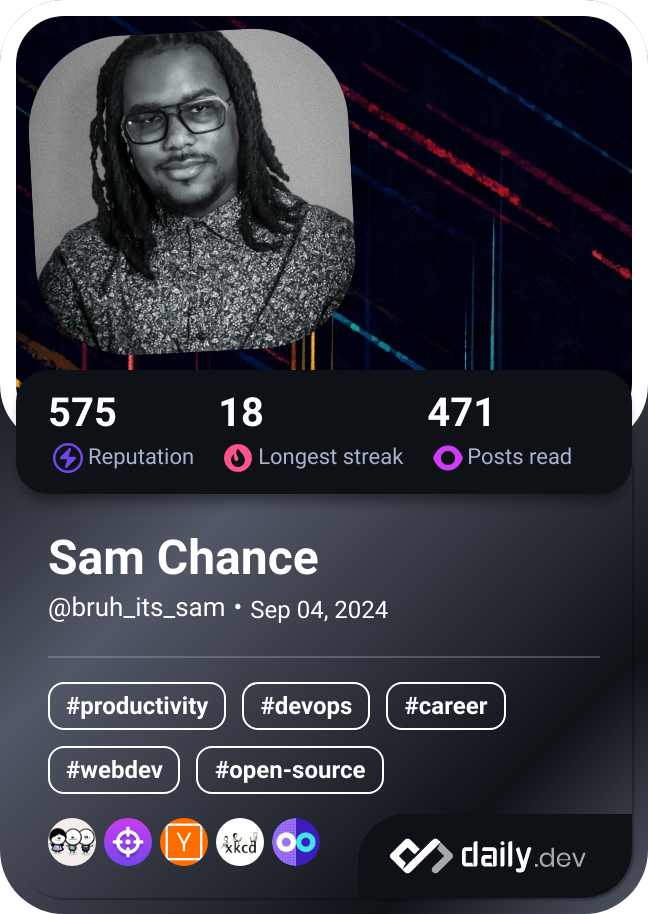 575 18 471
Reputation Longest streak Posts read
Sam Chance
@bruh_its_sam • Sep 04, 2024
#productivity #devops #career
#webdev #open-source
Y xkcd
daily.dev